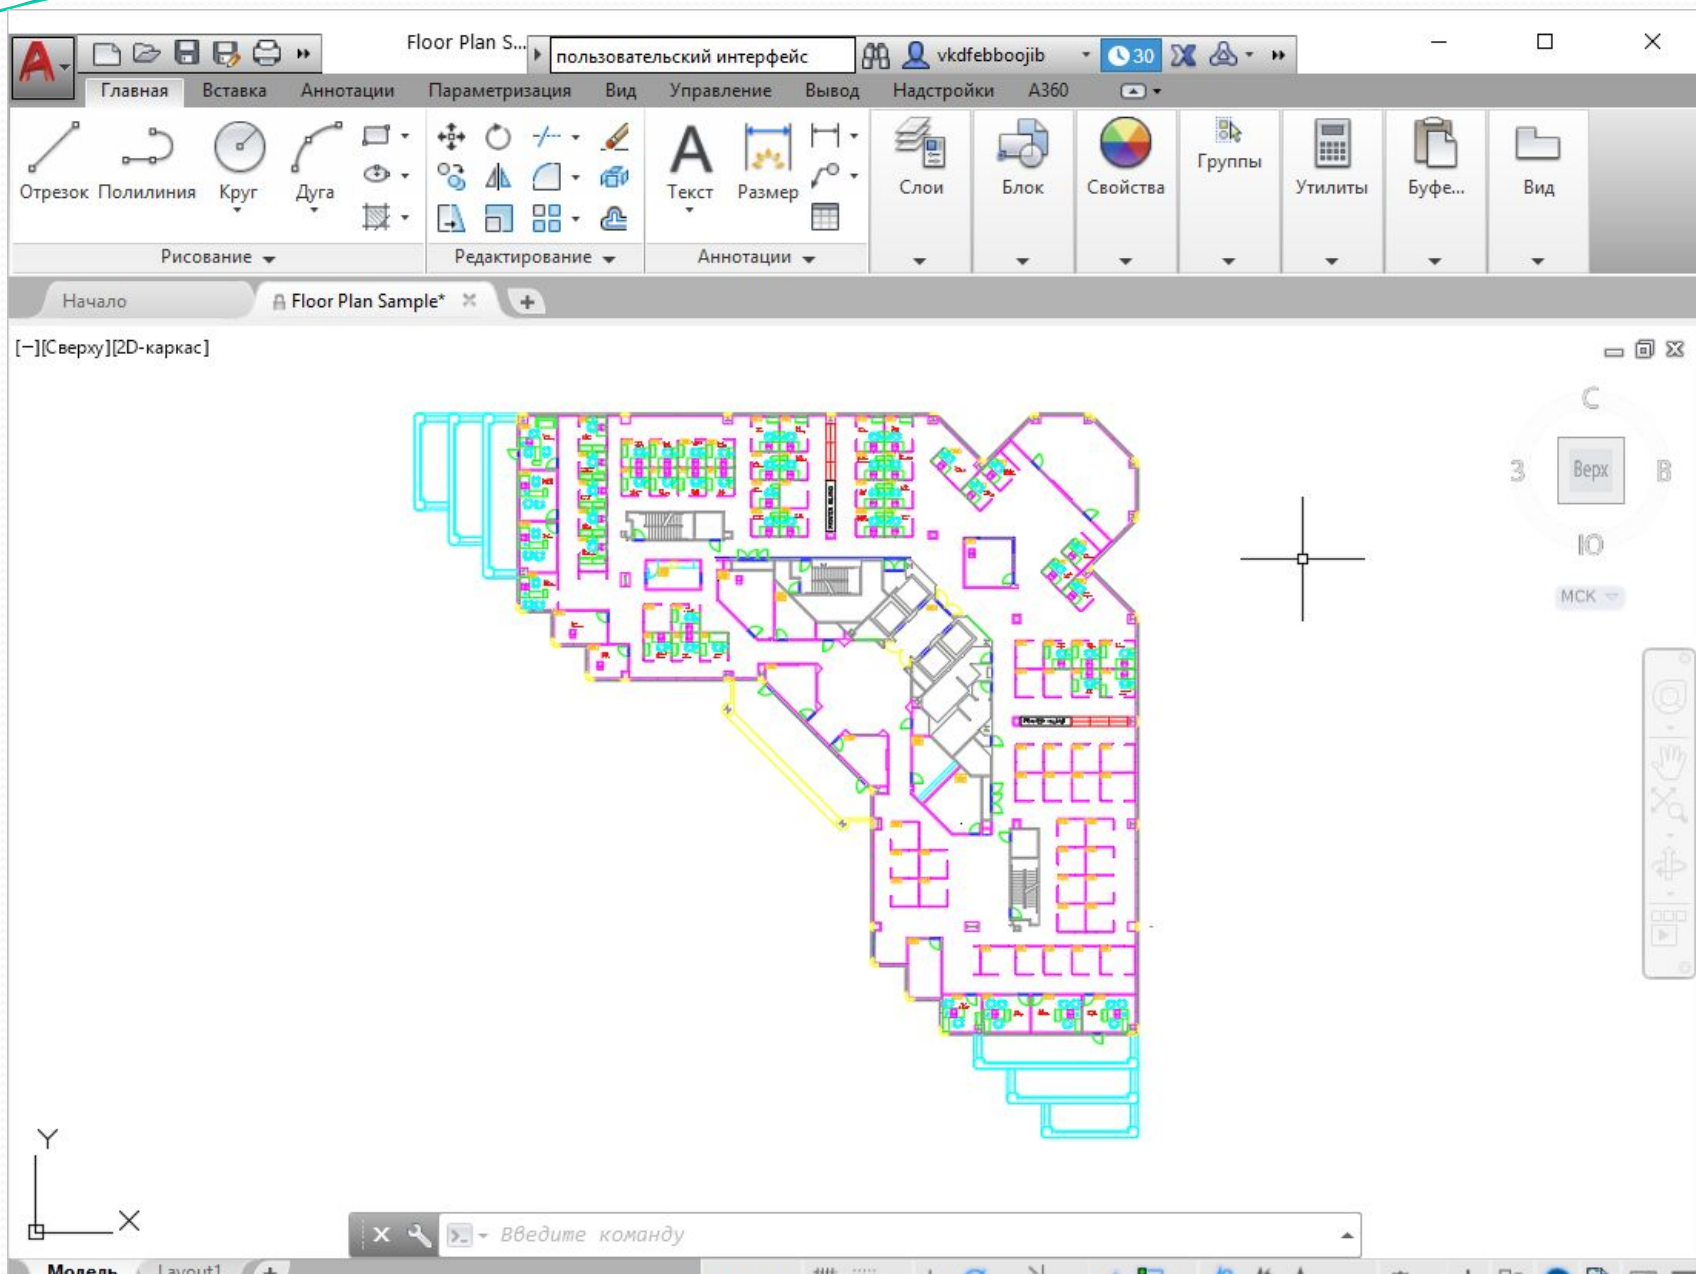 Floor Plan S...
пользовательский интерфейс
vkdfebboojib
30
Главная Вставка Аннотации Параметризация Вид Управление Вывод Надстройки A360
Отрезок Полилиния Круг Дуга
Текст Размер
Слои Блок Свойства Группы Утилиты Буфе... Вид
Рисование Редактирование Аннотации
Начало Floor Plan Sample*
[−][Сверху][2D-каркас]
С
З Верх В
Ю
МСК
Y
X
Введите команду
Модель Layout1